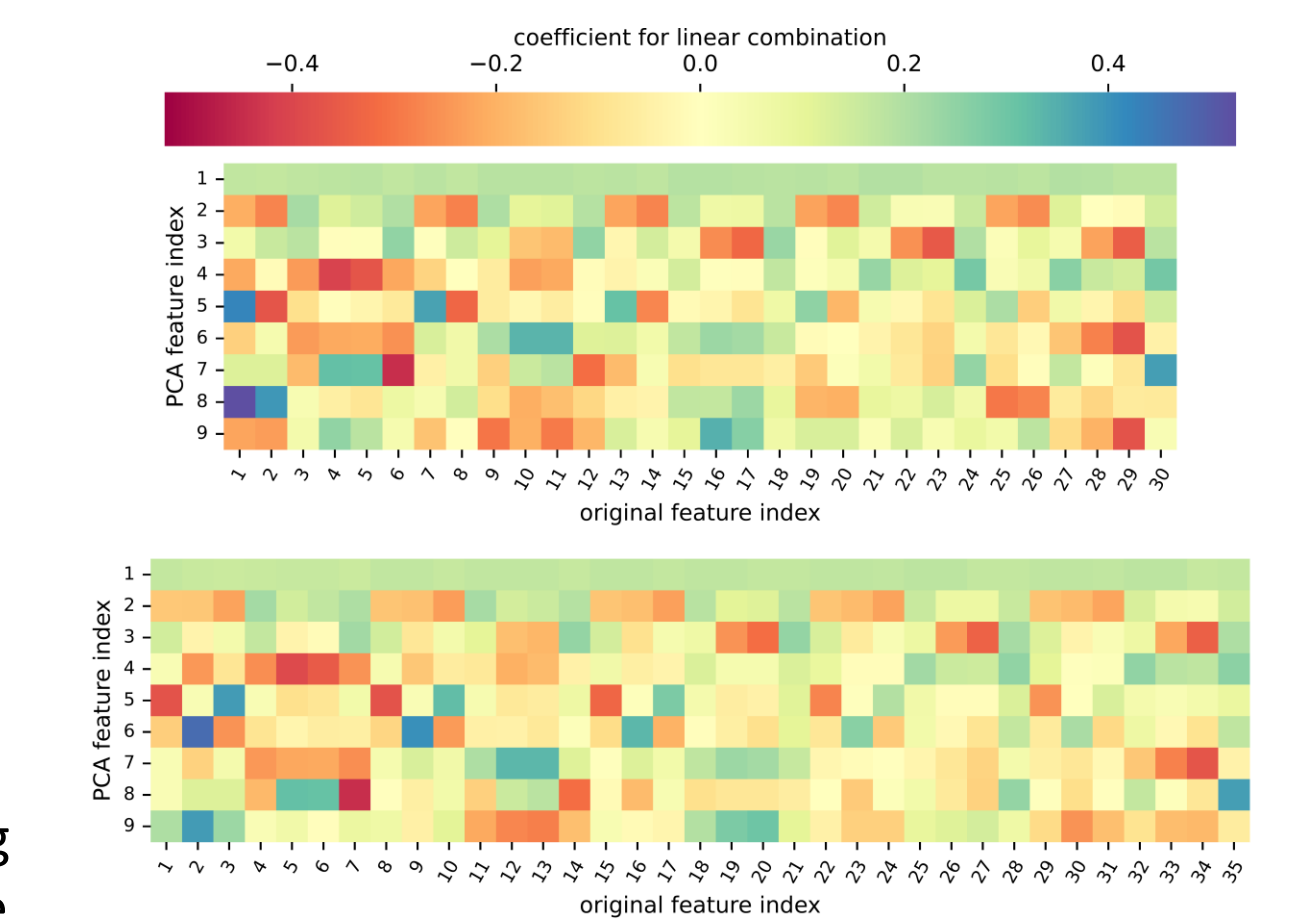 coefficient for linear combination
−0.4 −0.2 0.0 0.2 0.4
PCA feature index
1
2
3
4
5
6
7
8
9
1 2 3 4 5 6 7 8 9 10 11 12 13 14 15 16 17 18 19 20 21 22 23 24 25 26 27 28 29 30
original feature index
PCA feature index
1
2
3
4
5
6
7
8
9
1 2 3 4 5 6 7 8 9 10 11 12 13 14 15 16 17 18 19 20 21 22 23 24 25 26 27 28 29 30 31 32 33 34 35
original feature index